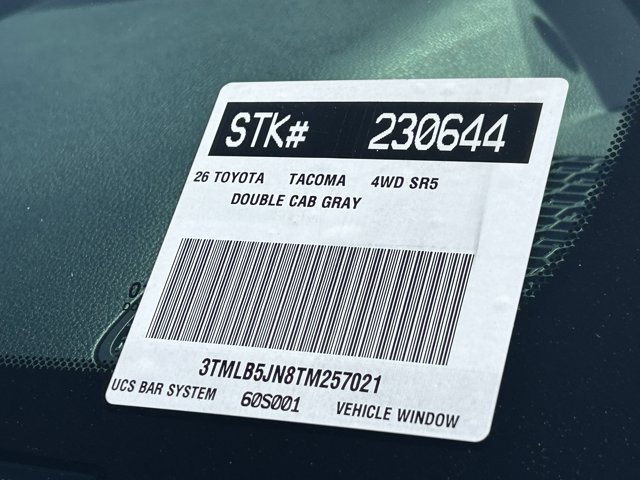 STK# 230644
26 TOYOTA TACOMA 4WD SR5
DOUBLE CAB GRAY
3TMLB5JN8TM257021
UCS BAR SYSTEM 60S001 VEHICLE WINDOW